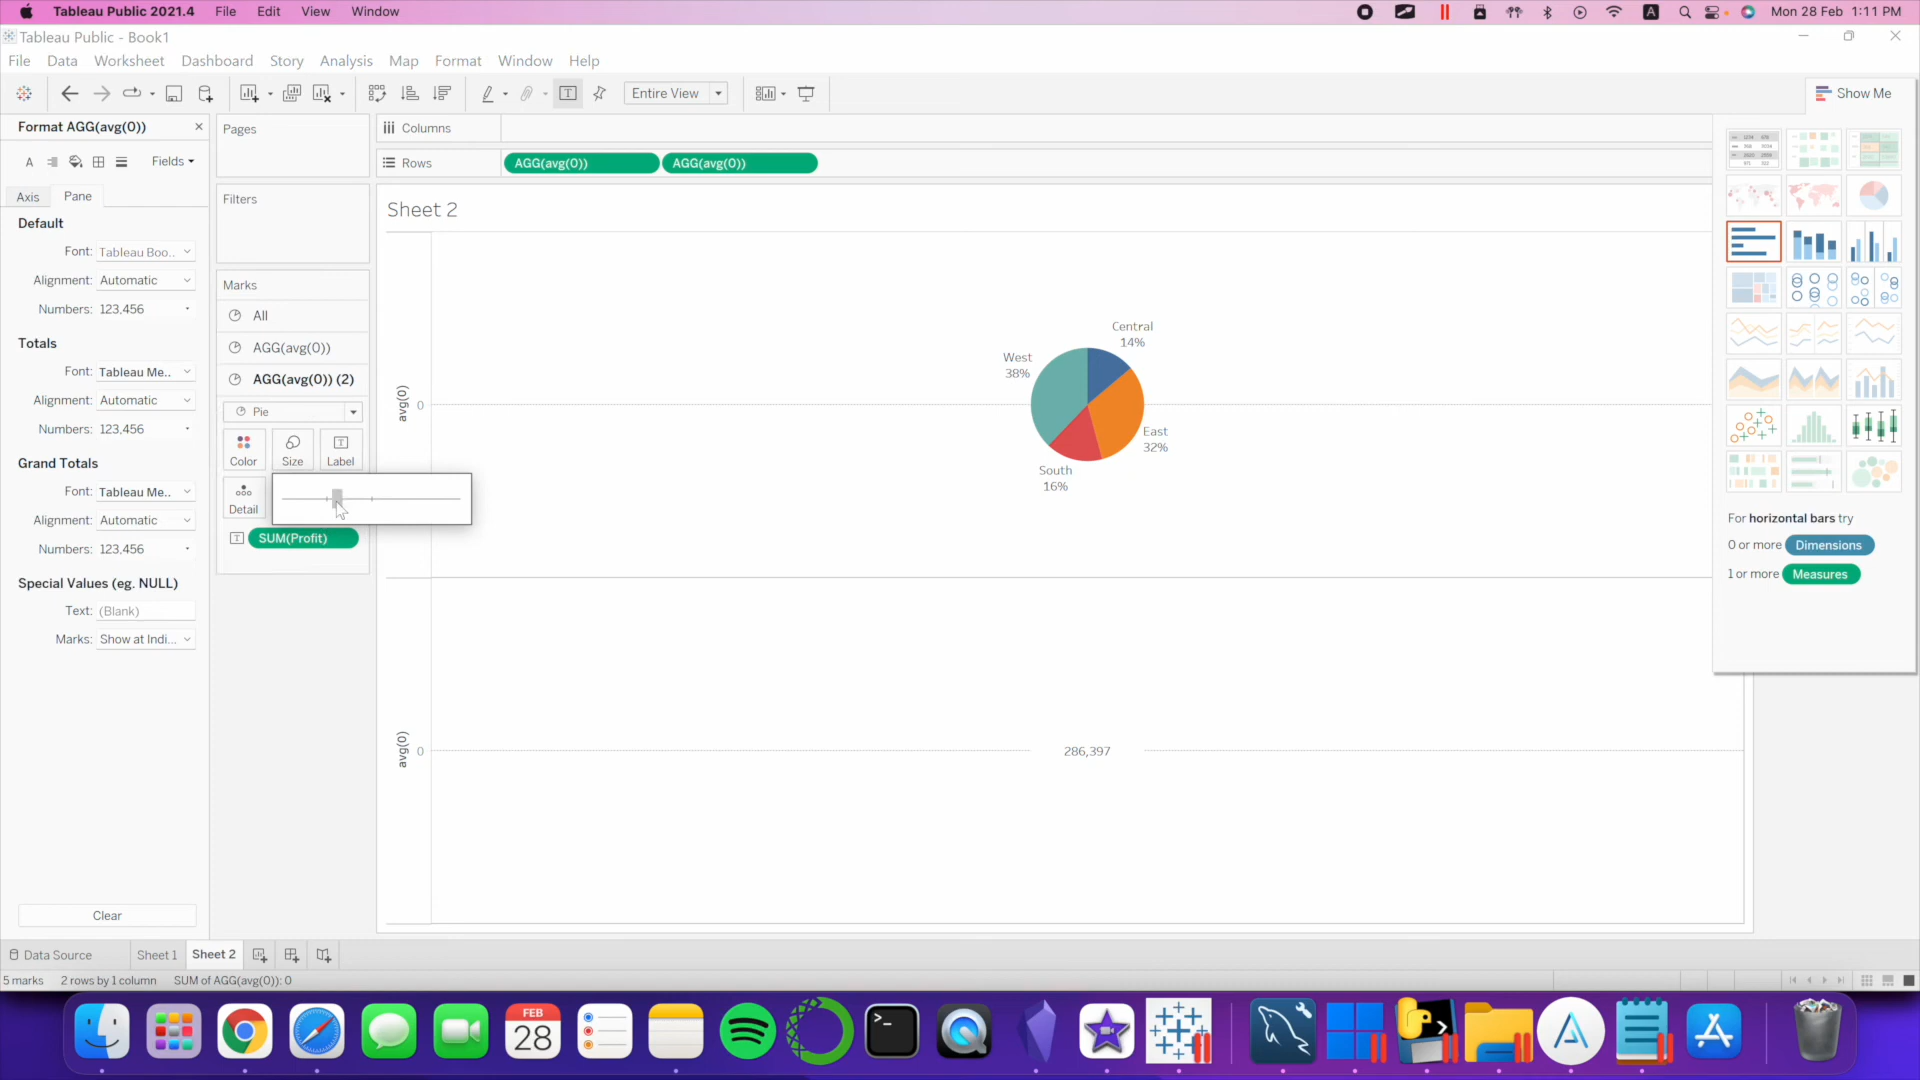 Tableau Public 2021.4 File Edit View Window
A
Mon 28 Feb 1:11 PM
Tableau Public - Book1
File Data Worksheet Dashboard Story Analysis Map Format Window Help
Entire View
Show Me
Format AGG(avg(0))
Fields
Axis Pane
Default
Font: Tableau Boo..
Alignment: Automatic
Numbers: 123,456
Totals
Font: Tableau Me..
Alignment: Automatic
Numbers: 123,456
Grand Totals
Font: Tableau Me..
Alignment: Automatic
Numbers: 123,456
Special Values (eg. NULL)
Text: (Blank)
Marks: Show at Indi...
Clear
Pages
Filters
Marks
All
AGG(avg(0))
AGG(avg(0)) (2)
Pie
Color Size Label
Detail
SUM(Profit)
Columns
Rows AGG(avg(0)) AGG(avg(0))
Sheet 2
avg(0)
0
Central
14%
West
38%
East
32%
South
16%
avg(0)
0
286,397
For horizontal bars try
0 or more Dimensions
1 or more Measures
Data Source Sheet 1 Sheet 2
5 marks 2 rows by 1 column SUM of AGG(avg(0)): 0
FEB
28